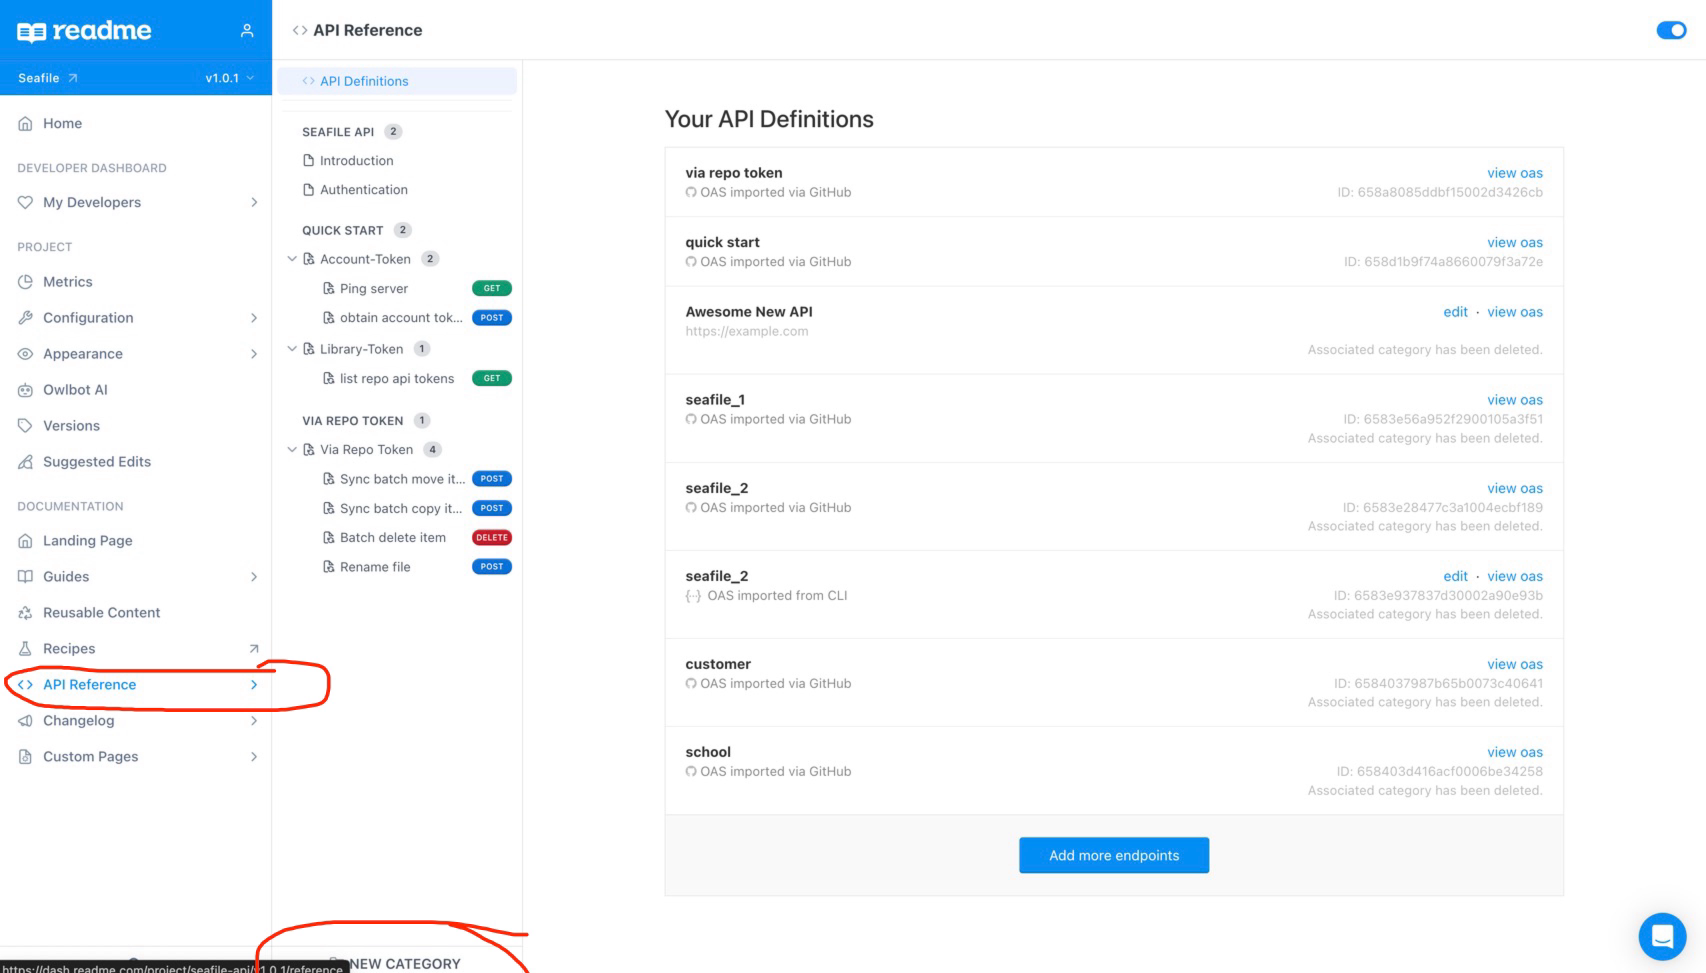 readme
Seafile
v1.0.1
Home
DEVELOPER DASHBOARD
My Developers
PROJECT
Metrics
Configuration
Appearance
Owlbot AI
Versions
Suggested Edits
DOCUMENTATION
Landing Page
Guides
Reusable Content
Recipes
API Reference
Changelog
Custom Pages
https://dash.readme.com/project/seafile-api/v1.0.1/reference
<> API Reference
<> API Definitions
SEAFILE API 2
Introduction
Authentication
QUICK START 2
Account-Token 2
Ping server GET
obtain account tok... POST
Library-Token 1
list repo api tokens GET
VIA REPO TOKEN 1
Via Repo Token 4
Sync batch move it... POST
Sync batch copy it... POST
Batch delete item DELETE
Rename file POST
NEW CATEGORY
Your API Definitions
via repo token view oas
OAS imported via GitHub ID: 658a8085ddbf15002d3426cb
quick start view oas
OAS imported via GitHub ID: 658d1b9f74a8660079f3a72e
Awesome New API edit · view oas
https://example.com
Associated category has been deleted.
seafile_1 view oas
OAS imported via GitHub ID: 6583e56a952f2900105a3f51
Associated category has been deleted.
seafile_2 view oas
OAS imported via GitHub ID: 6583e28477c3a1004ecbf189
Associated category has been deleted.
seafile_2 edit · view oas
{··} OAS imported from CLI ID: 6583e937837d30002a90e93b
Associated category has been deleted.
customer view oas
OAS imported via GitHub ID: 6584037987b65b0073c40641
Associated category has been deleted.
school view oas
OAS imported via GitHub ID: 658403d416acf0006be34258
Associated category has been deleted.
Add more endpoints